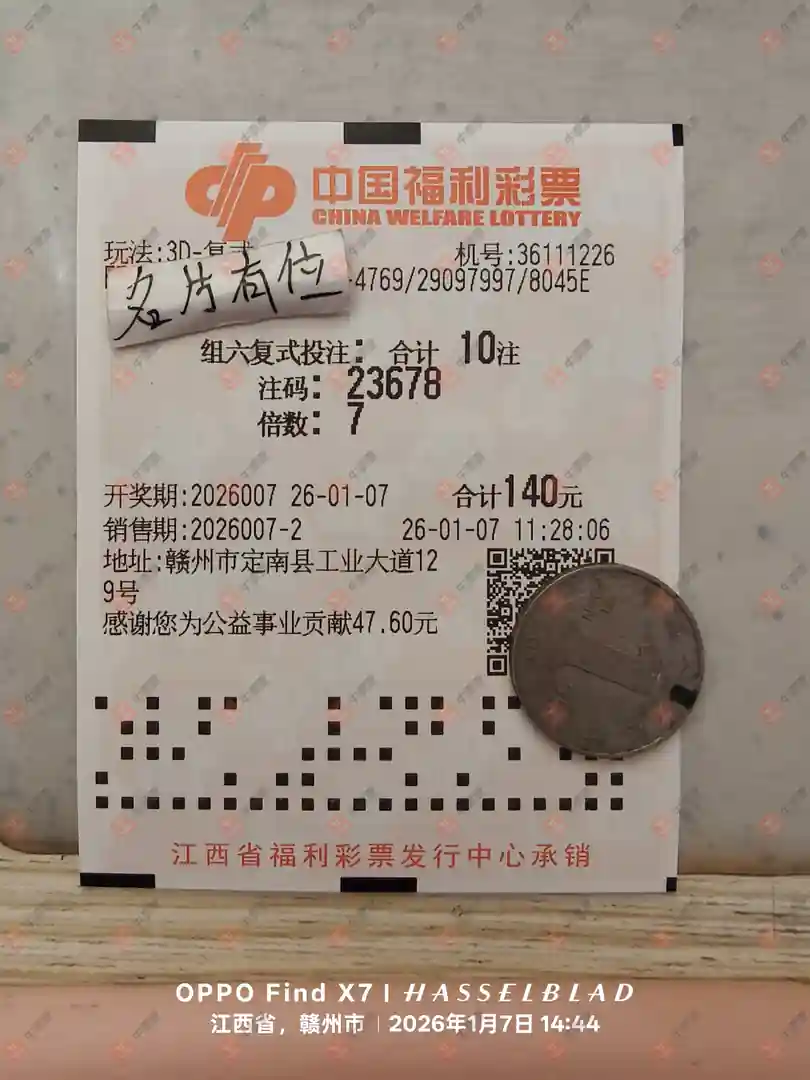 中国福利彩票
CHINA WELFARE LOTTERY
玩法:3D-复式 机号:36111226
名片有位
-4769/29097997/8045E
组六复式投注: 合计 10注
注码: 23678
倍数: 7
开奖期:2026007 26-01-07 合计140元
销售期:2026007-2 26-01-07 11:28:06
地址:赣州市定南县工业大道12
9号
感谢您为公益事业贡献47.60元
江西省福利彩票发行中心承销
OPPO Find X7 | HASSELBLAD
江西省，赣州市 | 2026年1月7日 14:44